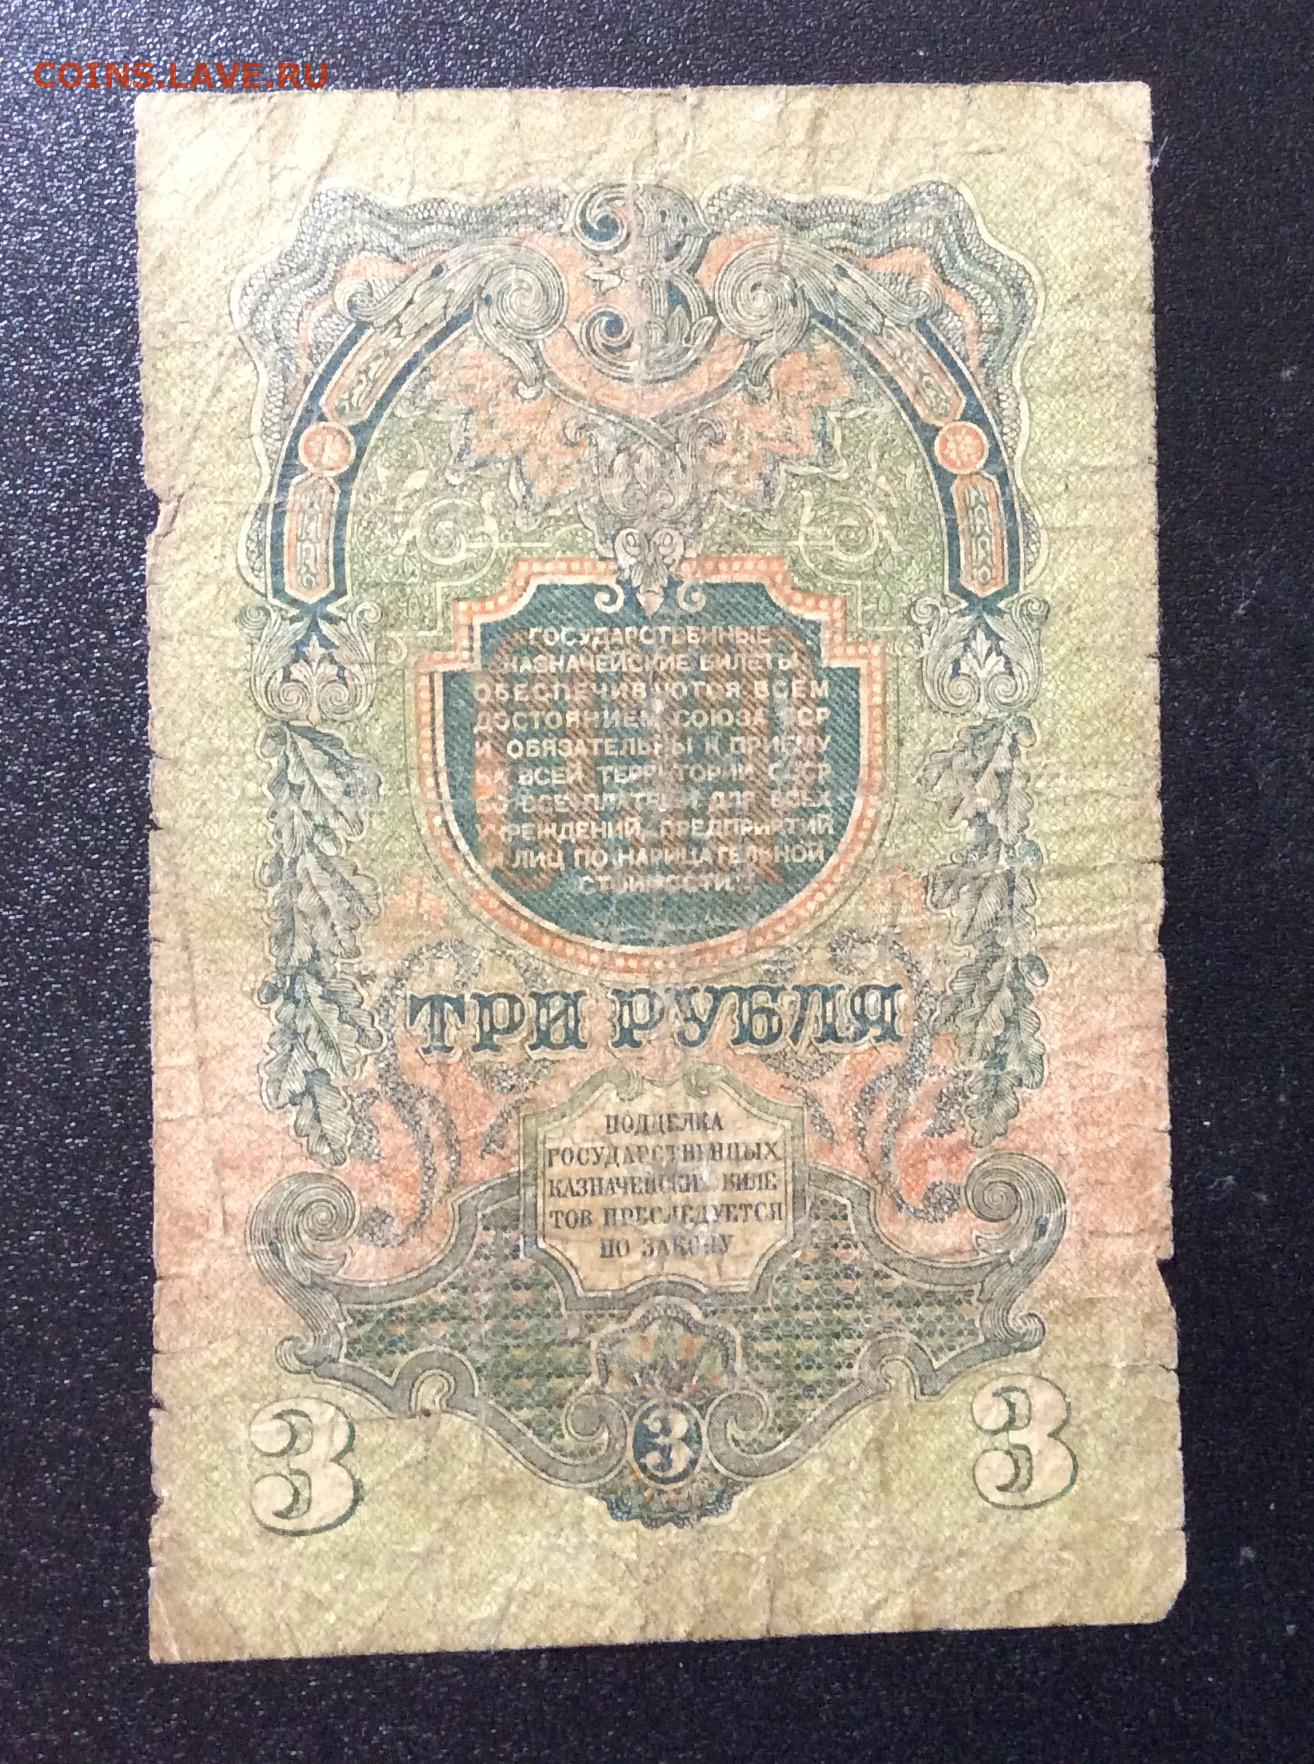 COINS.LAVE.RU
3
ГОСУДАРСТВЕННЫЕ
КАЗНАЧЕЙСКИЕ БИЛЕТЫ
ОБЕСПЕЧИВАЮТСЯ ВСЕМ
ДОСТОЯНИЕМ СОЮЗА ССР
И ОБЯЗАТЕЛЬНЫ К ПРИЕМУ
НА ВСЕЙ ТЕРРИТОРИИ СССР
ВО ВСЕ ПЛАТЕЖИ ДЛЯ ВСЕХ
УЧРЕЖДЕНИЙ, ПРЕДПРИЯТИЙ
И ЛИЦ ПО НАРИЦАТЕЛЬНОЙ
СТОИМОСТИ
ТРИ РУБЛЯ
ПОДДЕЛКА
ГОСУДАРСТВЕННЫХ
КАЗНАЧЕЙСКИХ БИЛЕ-
ТОВ ПРЕСЛЕДУЕТСЯ
ПО ЗАКОНУ
3 3 3